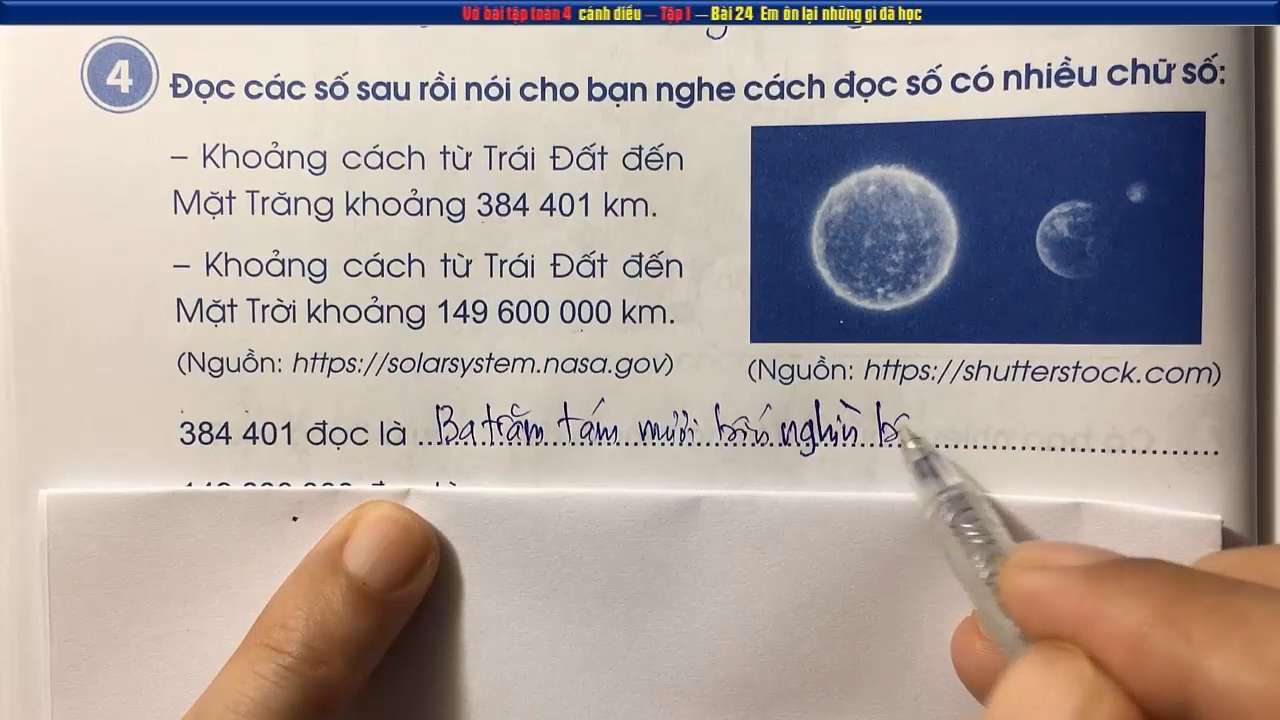 Vở bài tập toán 4 cánh diều – Tập 1 – Bài 24 Em ôn lại những gì đã học
4 Đọc các số sau rồi nói cho bạn nghe cách đọc số có nhiều chữ số:
– Khoảng cách từ Trái Đất đến
Mặt Trăng khoảng 384 401 km.
– Khoảng cách từ Trái Đất đến
Mặt Trời khoảng 149 600 000 km.
(Nguồn: https://solarsystem.nasa.gov)
(Nguồn: https://shutterstock.com)
384 401 đọc là Ba trăm tám mươi bốn nghìn bố